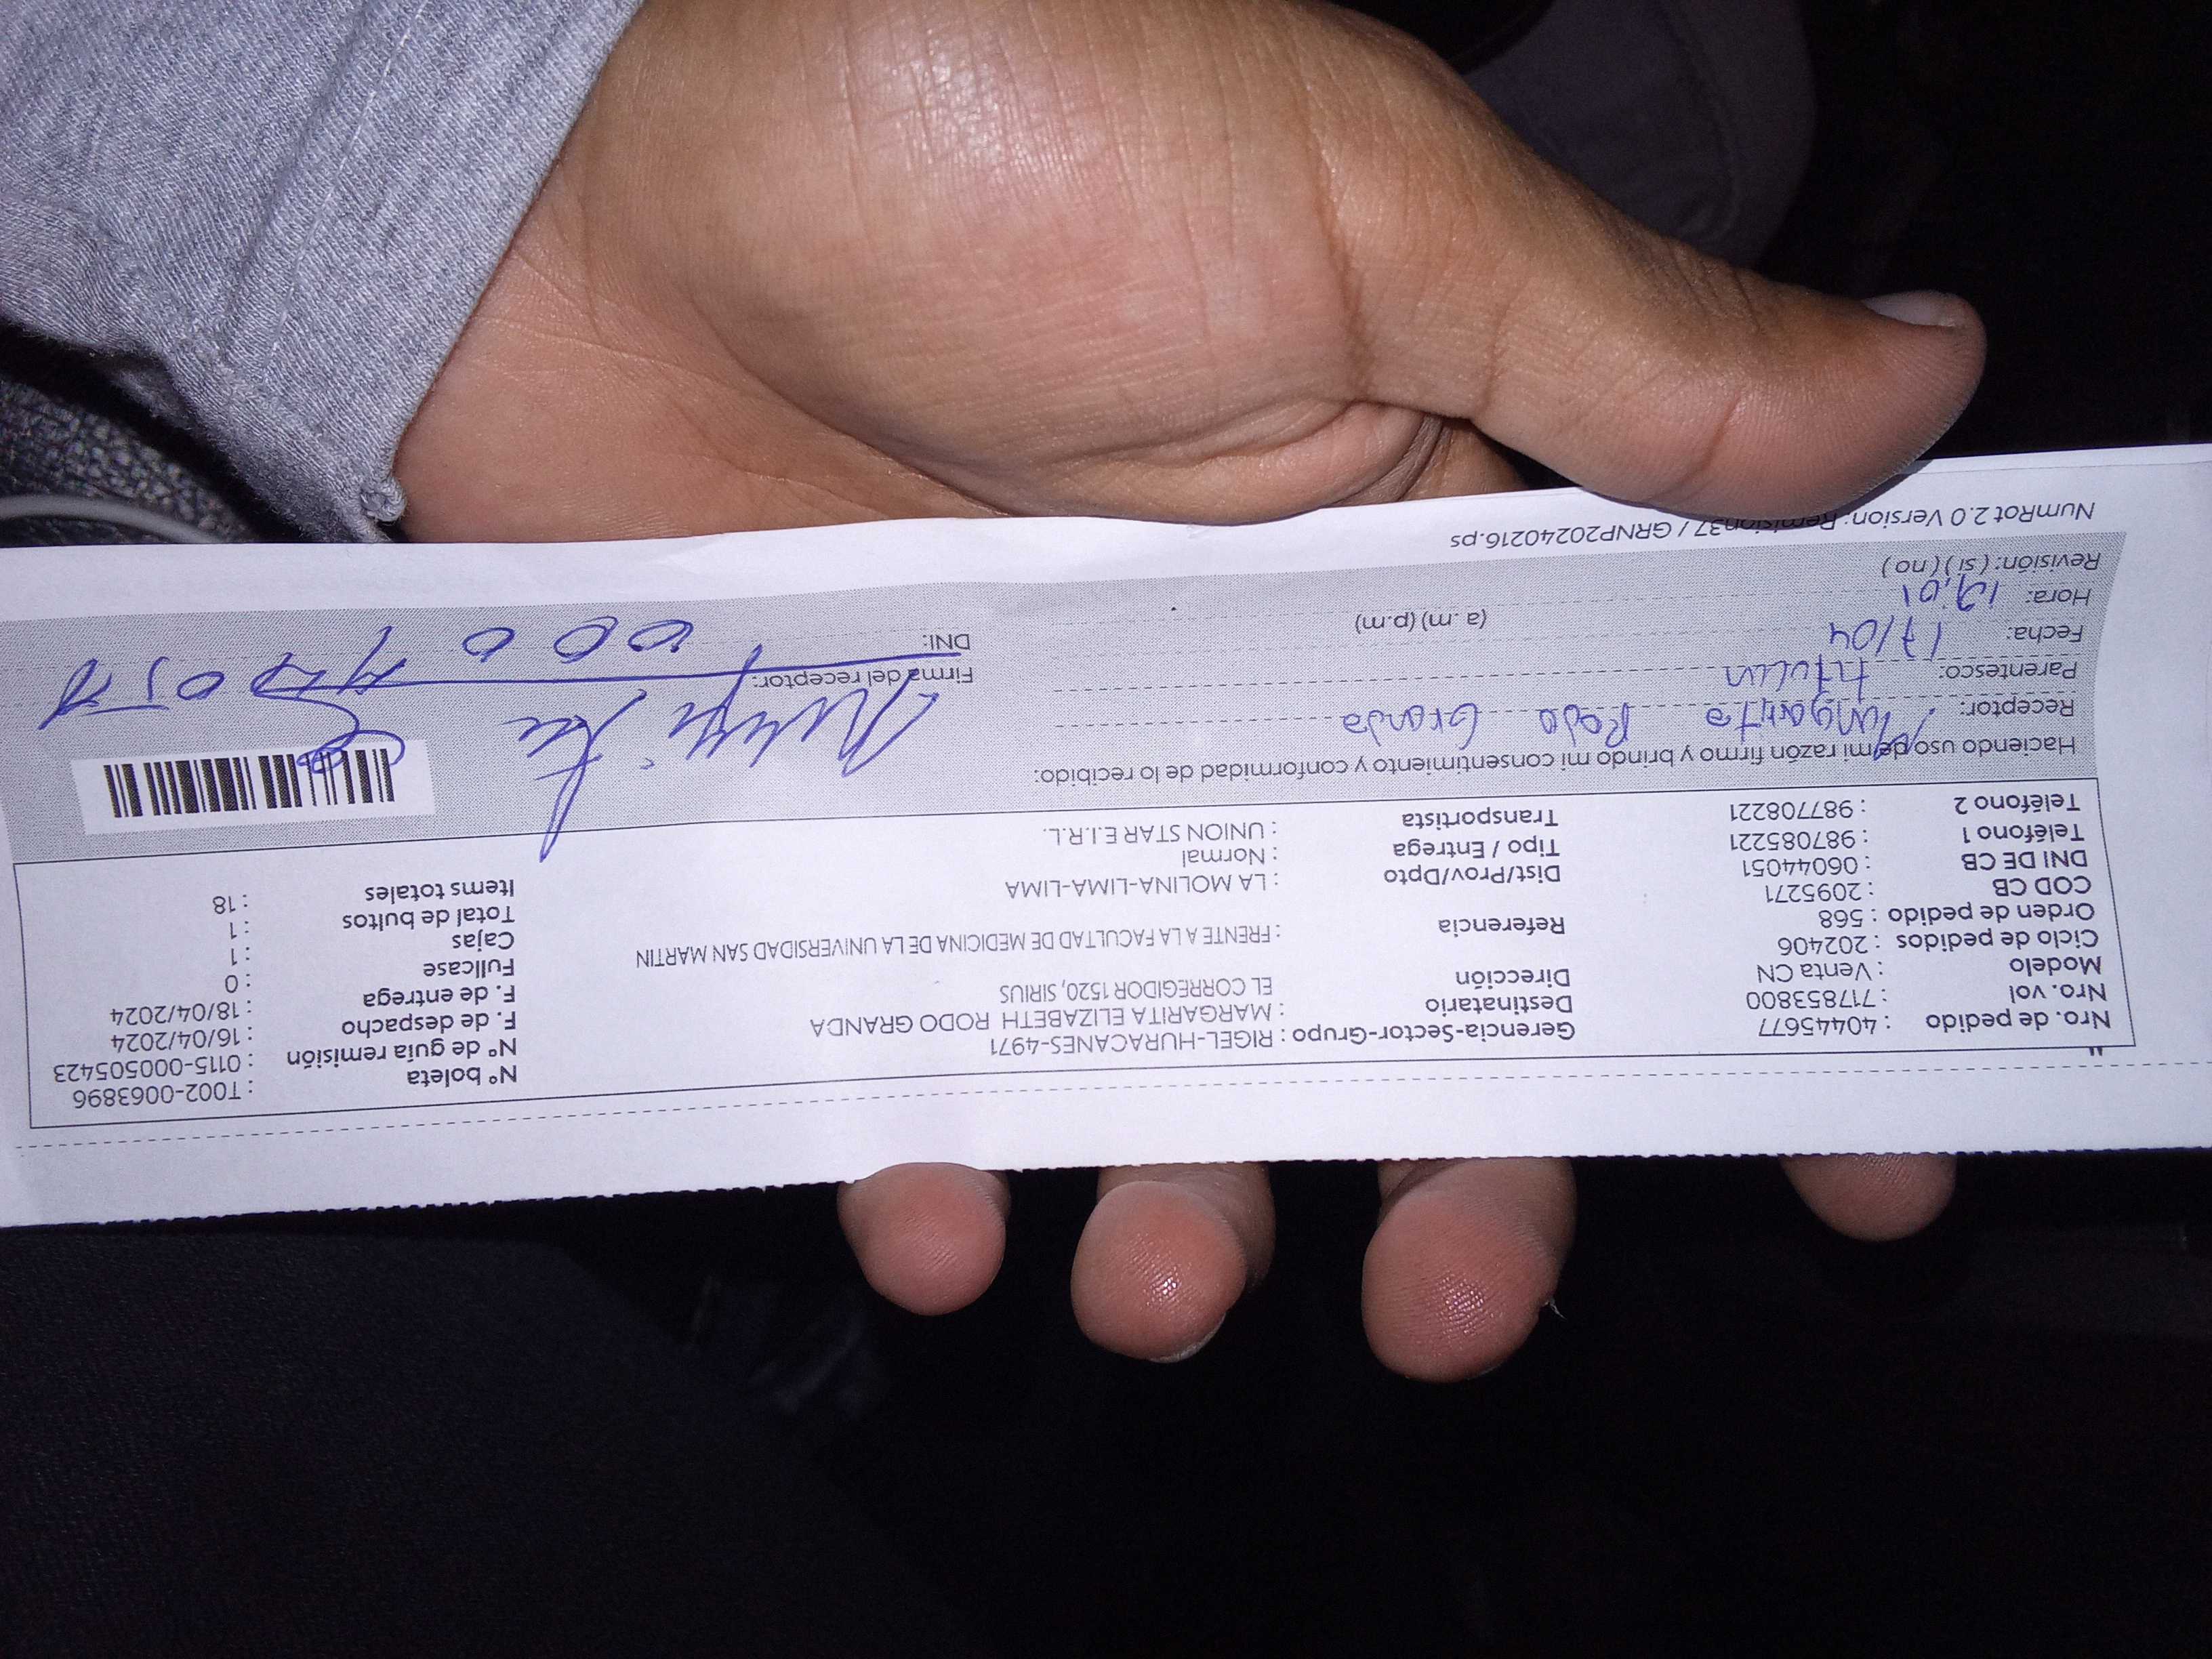 Nro. de pedido : 40445677
Nro. vol : 717853800
Modelo : Venta CN
Ciclo de pedidos : 202406
Orden de pedido : 568
COD CB : 2095271
DNI DE CB : 06044051
Teléfono 1 : 987085221
Teléfono 2 : 987708221
Gerencia-Sector-Grupo : RIGEL-HURACANES-4971
Destinatario : MARGARITA ELIZABETH RODO GRANDA
Dirección EL CORREGIDOR 1520, SIRIUS
Referencia : FRENTE A LA FACULTAD DE MEDICINA DE LA UNIVERSIDAD SAN MARTIN
Dist/Prov/Dpto : LA MOLINA-LIMA-LIMA
Tipo / Entrega : Normal
Transportista : UNION STAR E.I.R.L.
N° boleta : T002-0063896
N° de guía remisión : 0115-000505423
F. de despacho : 16/04/2024
F. de entrega : 18/04/2024
Fullcase : 0
Cajas : 1
Total de bultos : 1
Items totales : 18
Haciendo uso de mi razón firmo y brindo mi consentimiento y conformidad de lo recibido:
Receptor: Margarita Rodo Granda
Parentesco:
Fecha: 17/04
Hora: (a.m) (p.m)
Revisión: (si) (no)
Firma del receptor:
DNI:
NumRot 2.0 Version: Remision37 / GRNP20240216.ps